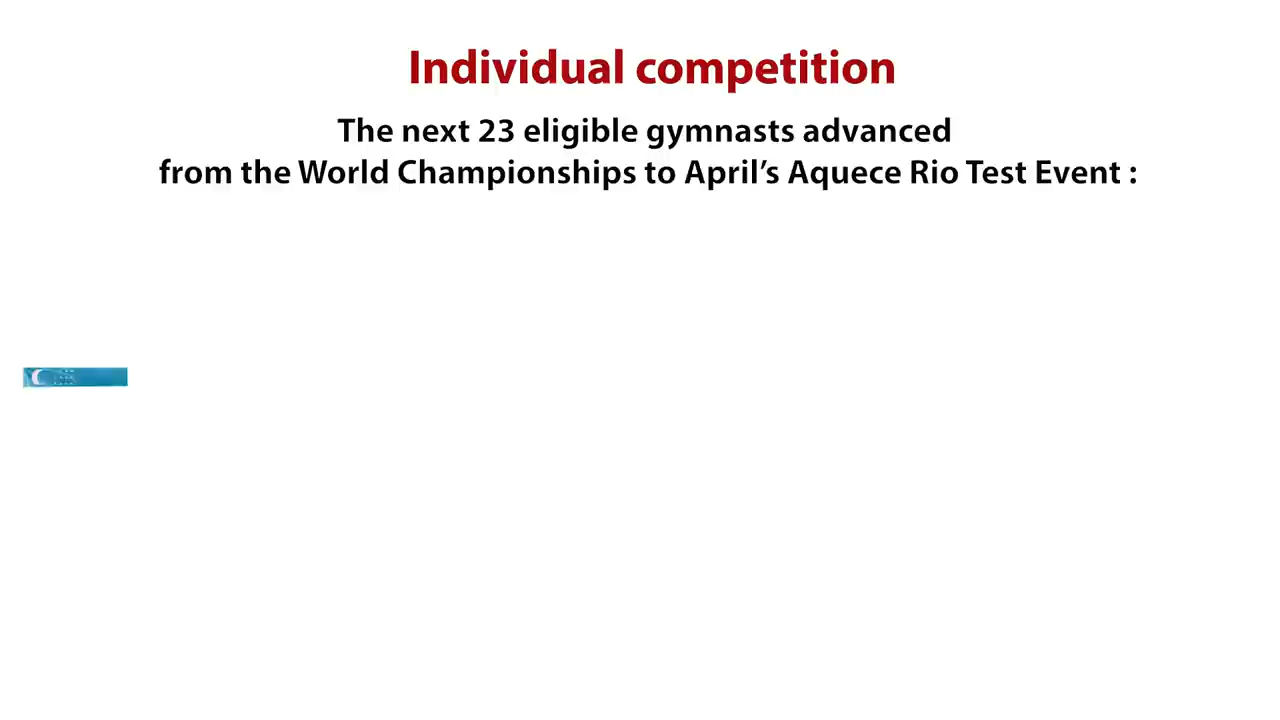 Individual competition
The next 23 eligible gymnasts advanced
from the World Championships to April’s Aquece Rio Test Event :